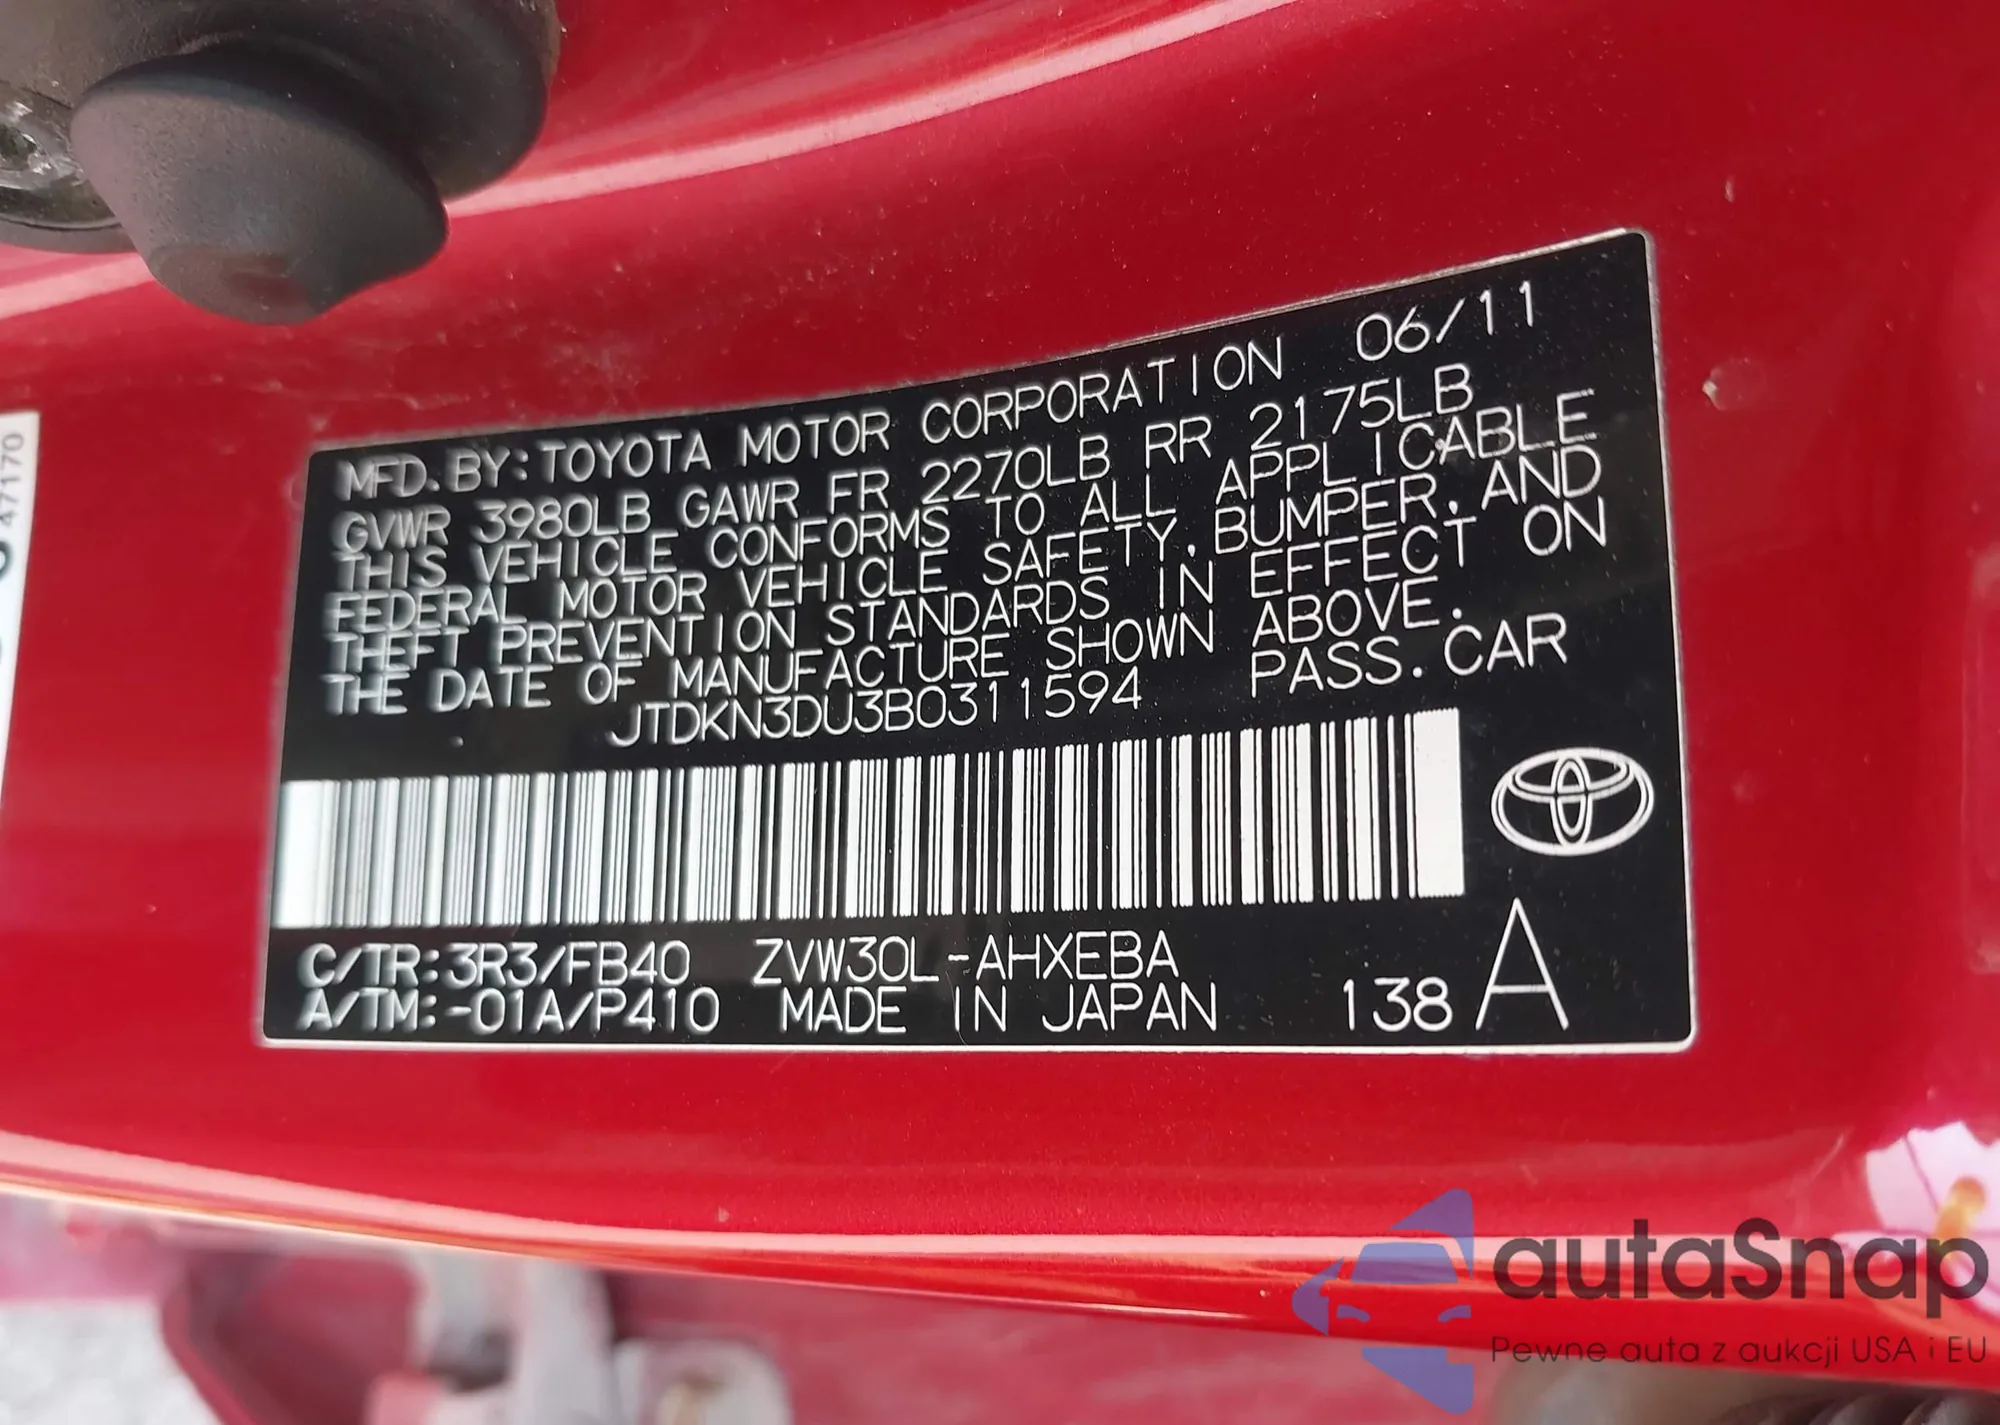 MFD.BY:TOYOTA MOTOR CORPORATION 06/11
GVWR 3980LB GAWR FR 2270LB RR 2175LB
THIS VEHICLE CONFORMS TO ALL APPLICABLE
FEDERAL MOTOR VEHICLE SAFETY,BUMPER,AND
THEFT PREVENTION STANDARDS IN EFFECT ON
THE DATE OF MANUFACTURE SHOWN ABOVE.
JTDKN3DU3B0311594 PASS.CAR
C/TR:3R3/FB40 ZVW30L-AHXEBA
A/TM:-01A/P410 MADE IN JAPAN 138 A
47170
autaSnap
Pewne auta z aukcji USA i EU